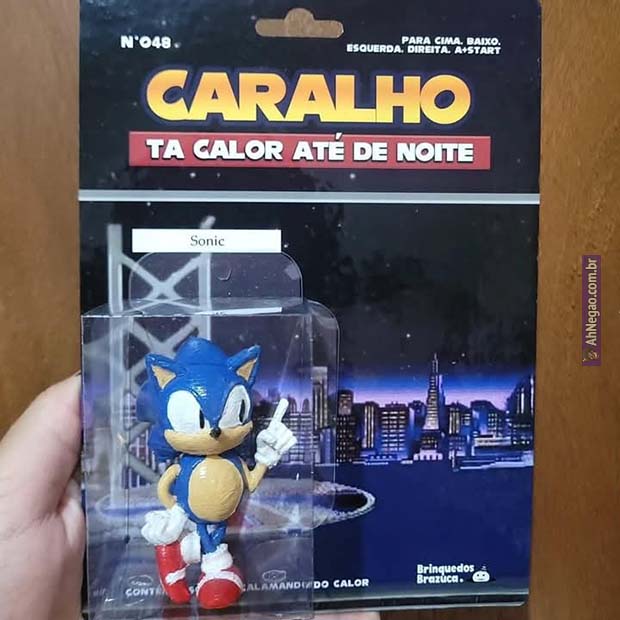 N°048
PARA CIMA. BAIXO.
ESQUERDA. DIREITA. A+START
CARALHO
TA CALOR ATÉ DE NOITE
Sonic
AhNegao.com.br
Brinquedos
Brazuca.
CALOR